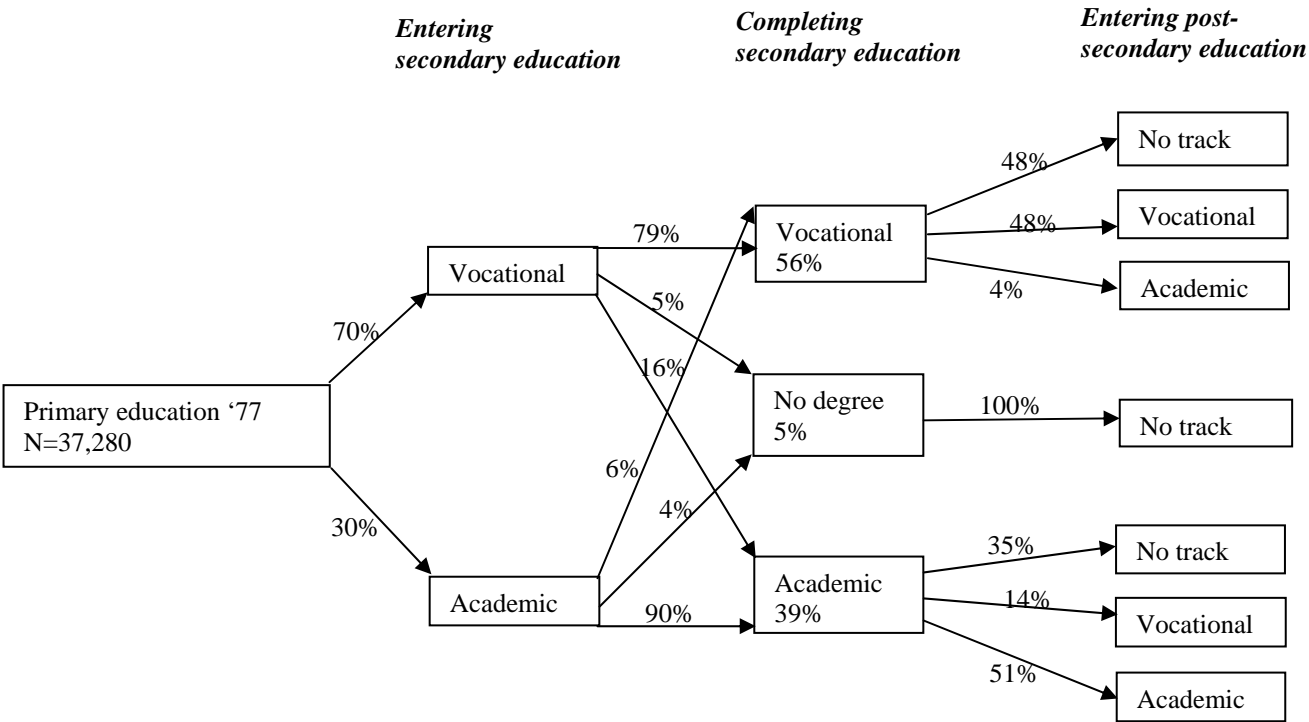 Entering
secondary education
Completing
secondary education
Entering post-
secondary education
No track
48%
Vocational
56%
48%
Vocational
4%
Academic
79%
Vocational
5%
70%
16%
Primary education ‘77
N=37,280
No degree
5%
100%
No track
6%
4%
30%
35%
No track
Academic
90%
Academic
39%
14%
Vocational
51%
Academic